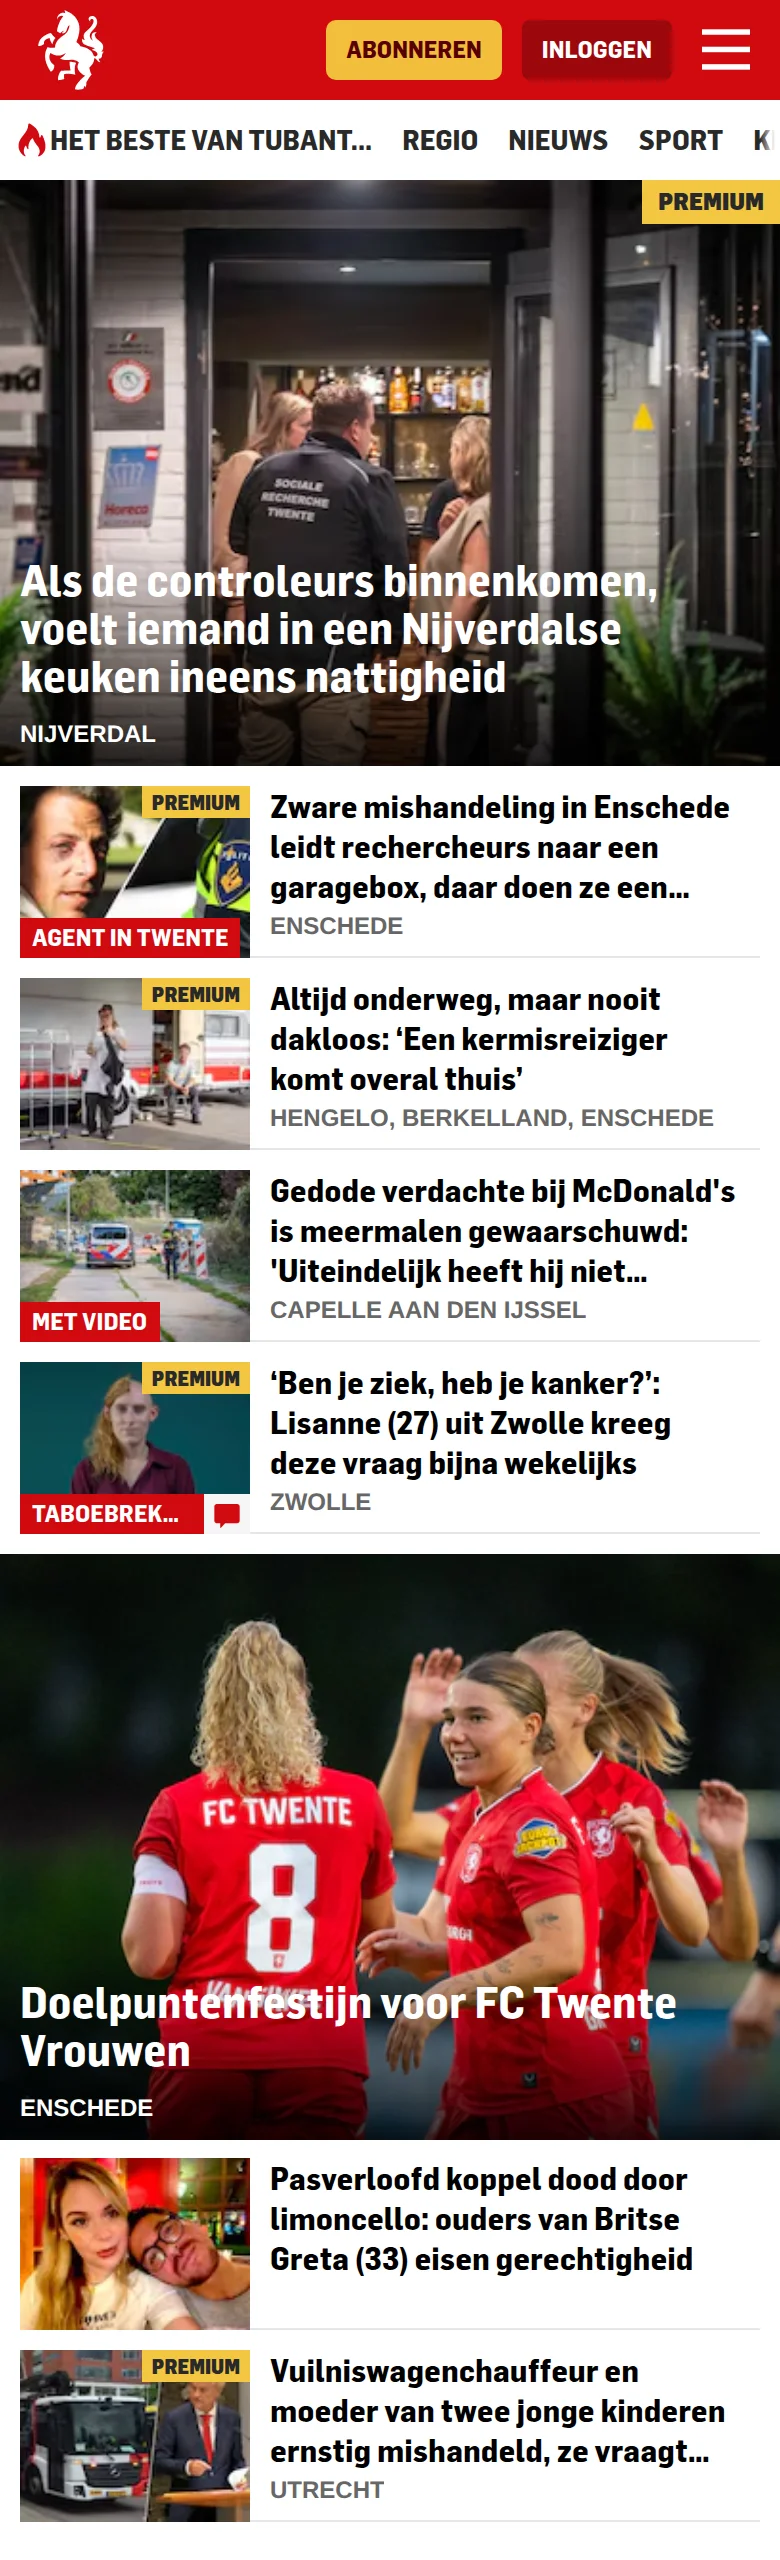 ABONNEREN
INLOGGEN
HET BESTE VAN TUBANT...
REGIO
NIEUWS
SPORT
PREMIUM
Horeca
SOCIALE
RECHERCHE
TWENTE
Als de controleurs binnenkomen,
voelt iemand in een Nijverdalse
keuken ineens nattigheid
NIJVERDAL
PREMIUM
AGENT IN TWENTE
Zware mishandeling in Enschede
leidt rechercheurs naar een
garagebox, daar doen ze een...
ENSCHEDE
PREMIUM
Altijd onderweg, maar nooit
dakloos: ‘Een kermisreiziger
komt overal thuis’
HENGELO, BERKELLAND, ENSCHEDE
MET VIDEO
Gedode verdachte bij McDonald's
is meermalen gewaarschuwd:
'Uiteindelijk heeft hij niet...
CAPELLE AAN DEN IJSSEL
PREMIUM
TABOEBREK...
‘Ben je ziek, heb je kanker?’:
Lisanne (27) uit Zwolle kreeg
deze vraag bijna wekelijks
ZWOLLE
FC TWENTE
8
Doelpuntenfestijn voor FC Twente
Vrouwen
ENSCHEDE
Pasverloofd koppel dood door
limoncello: ouders van Britse
Greta (33) eisen gerechtigheid
PREMIUM
Vuilniswagenchauffeur en
moeder van twee jonge kinderen
ernstig mishandeld, ze vraagt...
UTRECHT